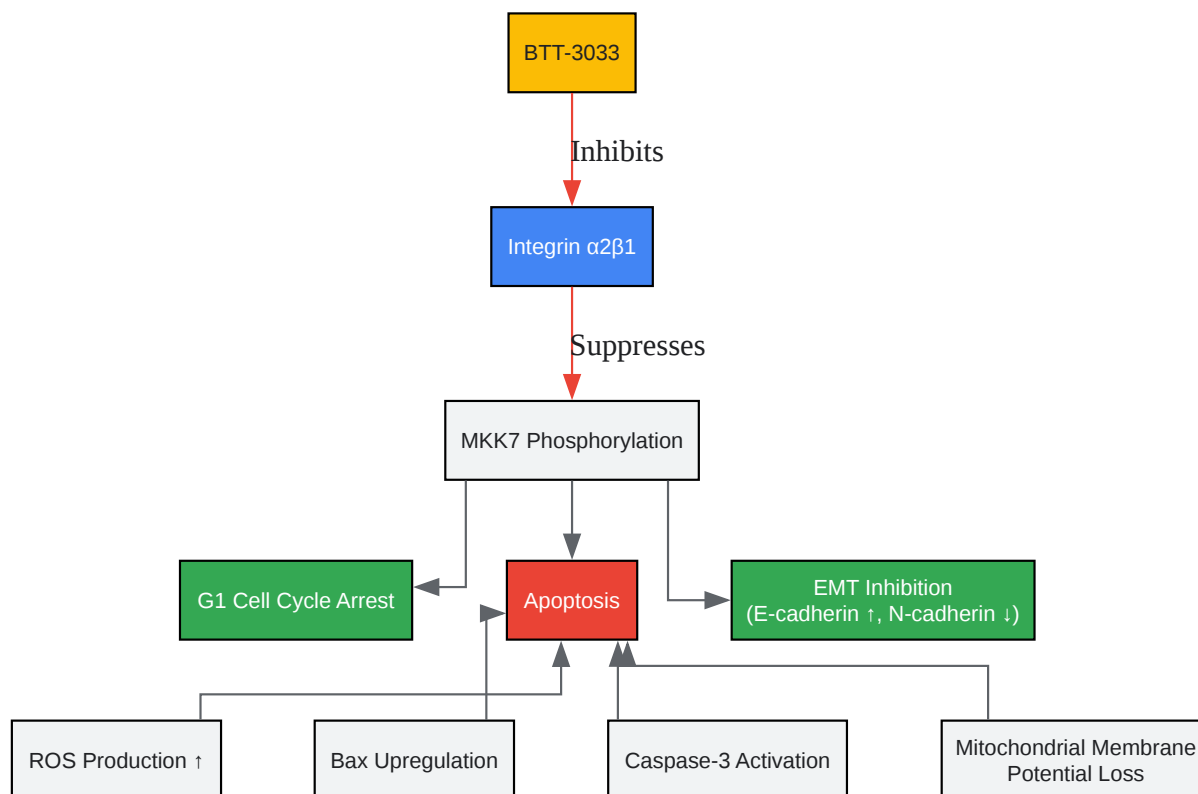 BTT-3033
Inhibits
Integrin α2β1
Suppresses
MKK7 Phosphorylation
G1 Cell Cycle Arrest
Apoptosis
EMT Inhibition
(E-cadherin ↑, N-cadherin ↓)
ROS Production ↑
Bax Upregulation
Caspase-3 Activation
Mitochondrial Membrane
Potential Loss